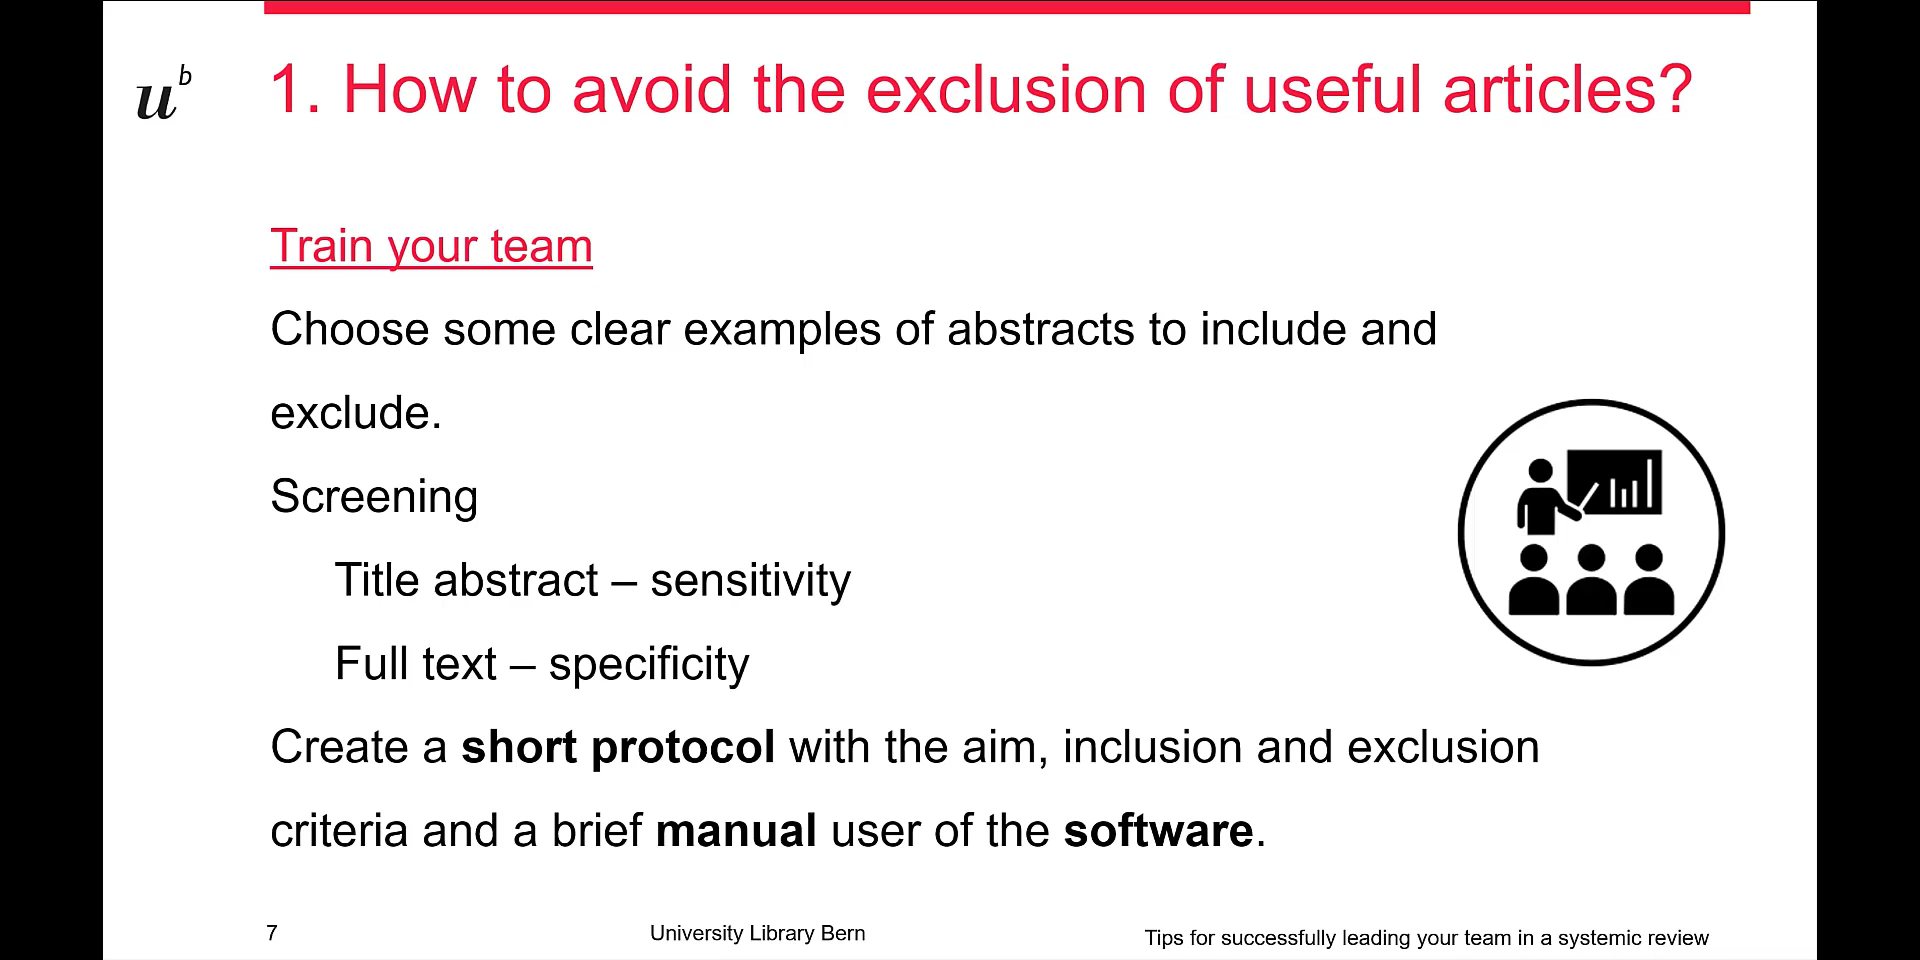 u b
1. How to avoid the exclusion of useful articles?
Train your team
Choose some clear examples of abstracts to include and
exclude.
Screening
Title abstract – sensitivity
Full text – specificity
Create a short protocol with the aim, inclusion and exclusion
criteria and a brief manual user of the software.
7
University Library Bern
Tips for successfully leading your team in a systemic review